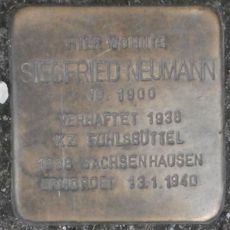 HIER WOHNTE
SIEGFRIED NEUMANN
JG. 1900
VERHAFTET 1938
KZ FUHLSBÜTTEL
1938 SACHSENHAUSEN
ERMORDET 13.1.1940